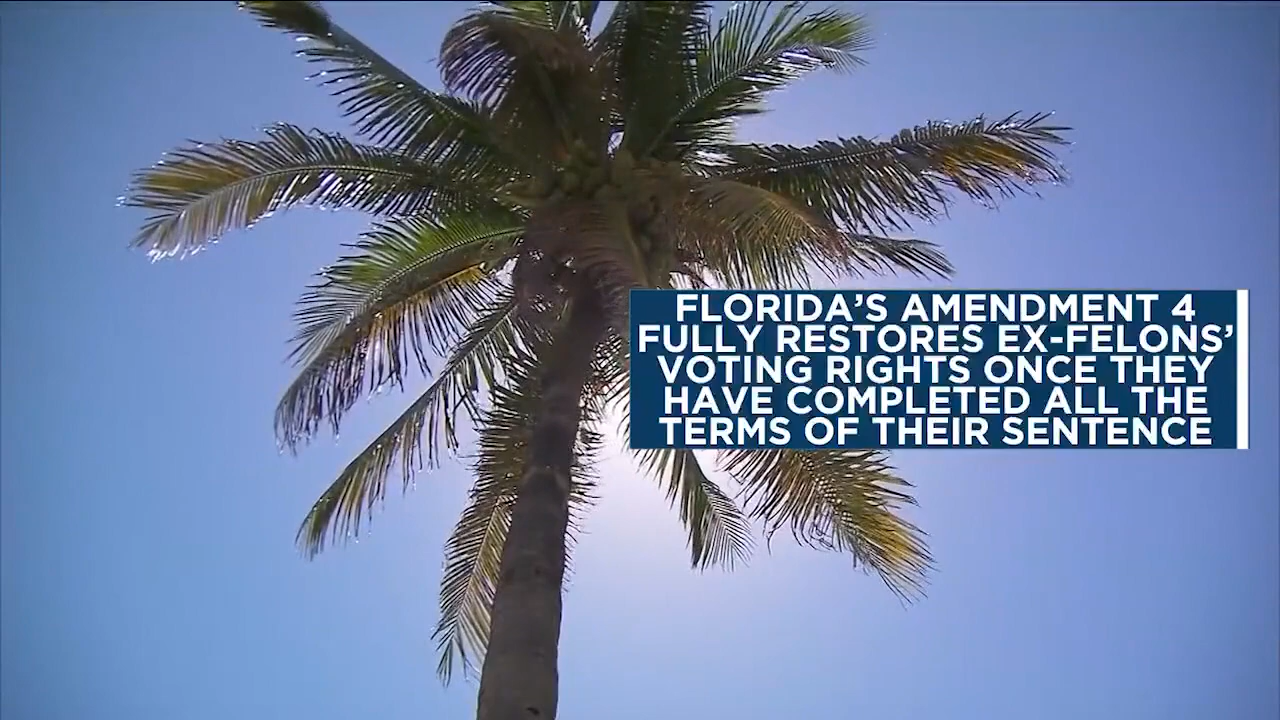 FLORIDA'S AMENDMENT 4
FULLY RESTORES EX-FELONS'
VOTING RIGHTS ONCE THEY
HAVE COMPLETED ALL THE
TERMS OF THEIR SENTENCE